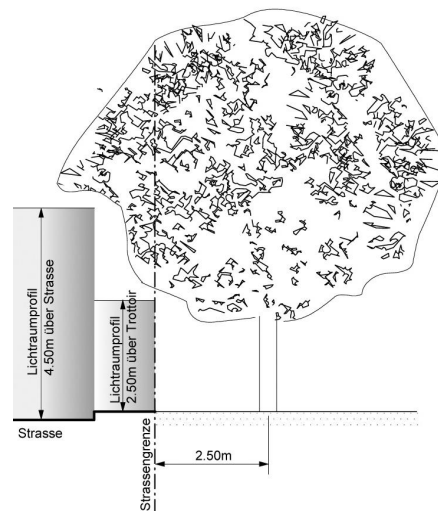 Lichtraumprofil
4.50m über Strasse
Lichtraumprofil
2.50m über Trottoir
Strasse
Strassengrenze
2.50m